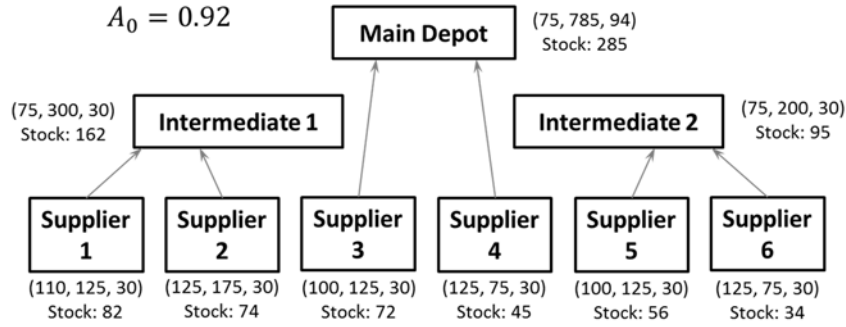 A₀ = 0.92
Main Depot
(75, 785, 94)
Stock: 285
(75, 300, 30)
Stock: 162
Intermediate 1
Intermediate 2
(75, 200, 30)
Stock: 95
Supplier
1
Supplier
2
Supplier
3
Supplier
4
Supplier
5
Supplier
6
(110, 125, 30)
Stock: 82
(125, 175, 30)
Stock: 74
(100, 125, 30)
Stock: 72
(125, 75, 30)
Stock: 45
(100, 125, 30)
Stock: 56
(125, 75, 30)
Stock: 34